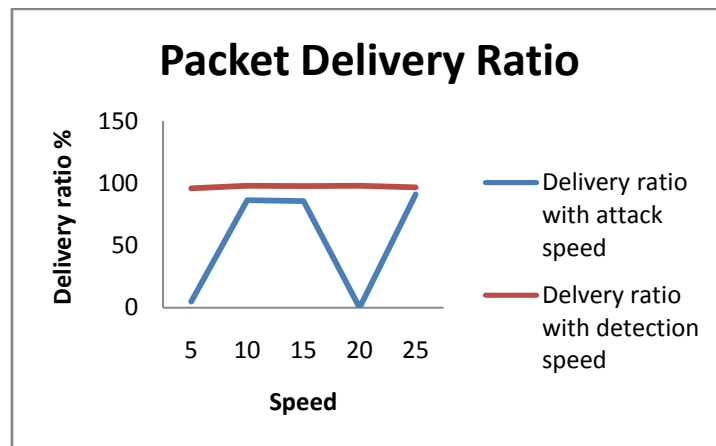 Packet Delivery Ratio
Delivery ratio %
150
100
50
0
5 10 15 20 25
Speed
Delivery ratio
with attack
speed
Delvery ratio
with detection
speed